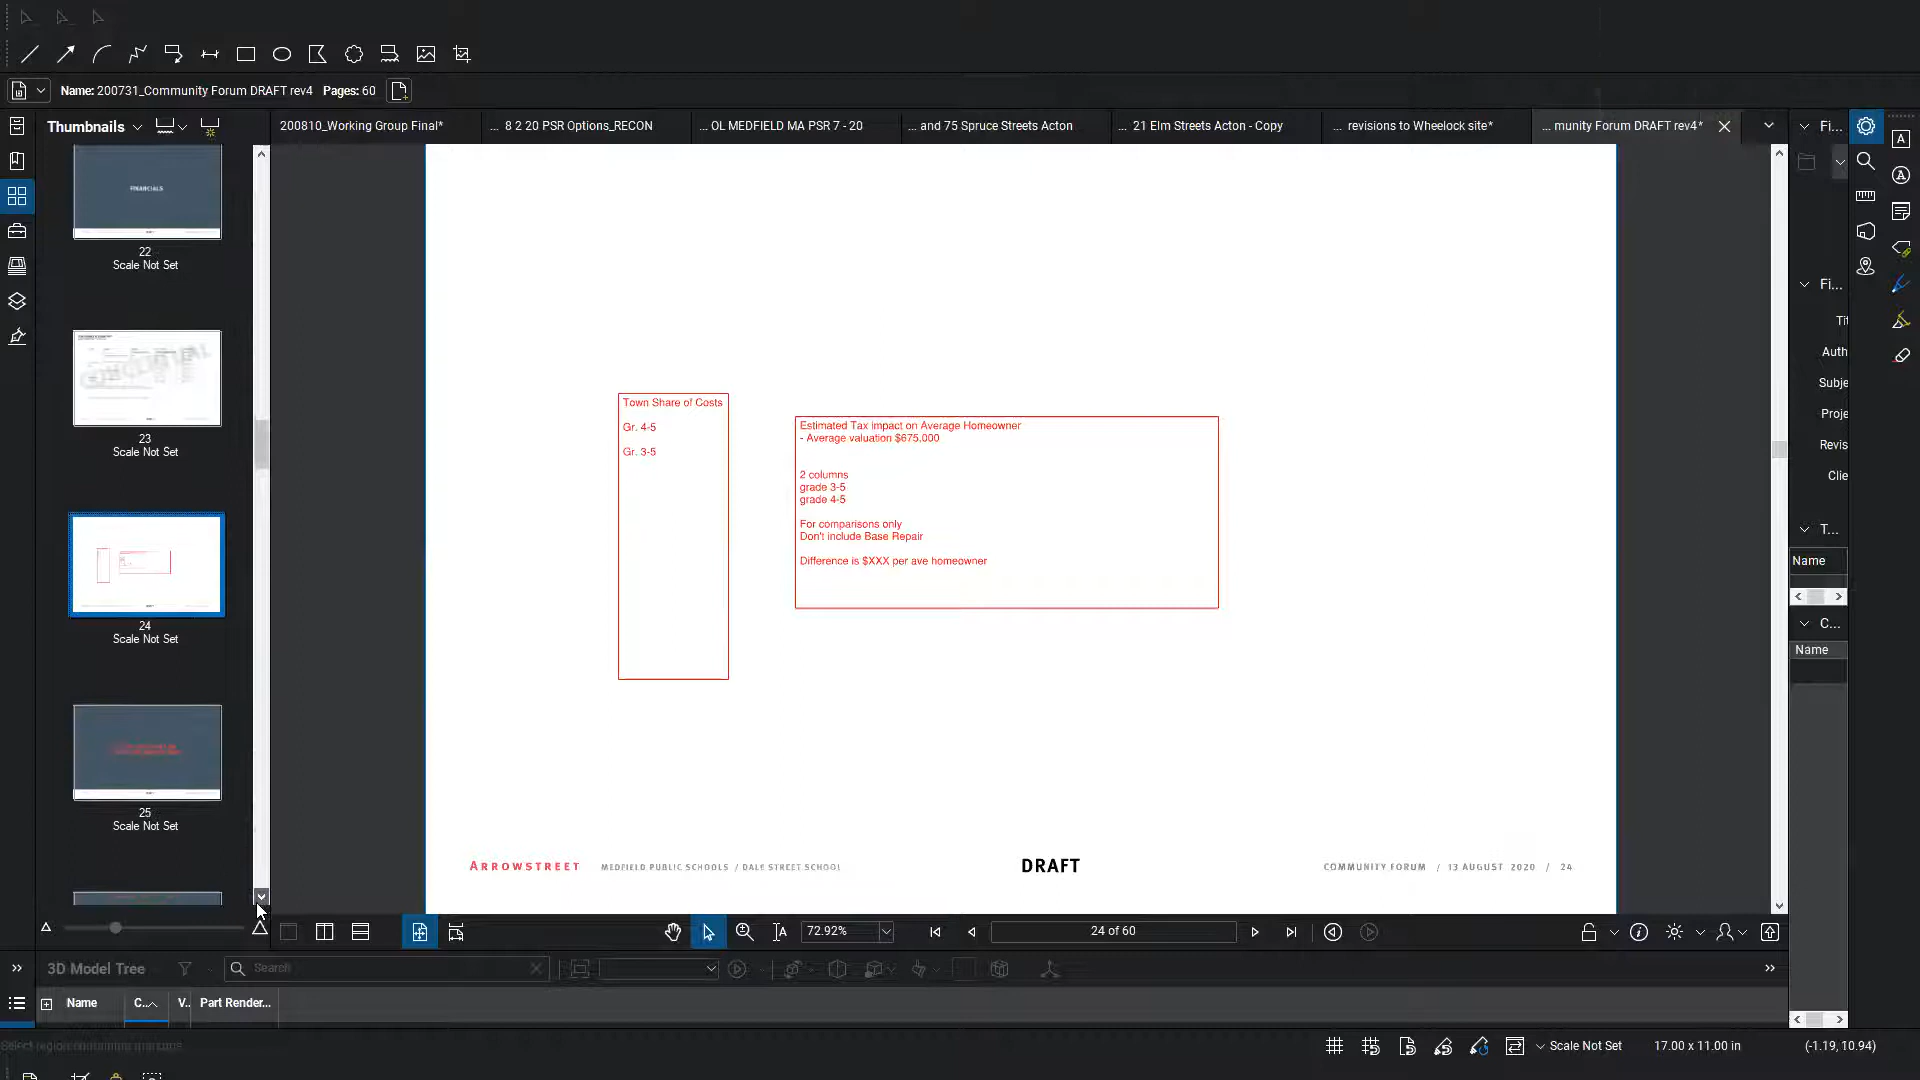 Name: 200731_Community Forum DRAFT rev4 Pages: 60
Thumbnails
200810_Working Group Final*
... 8 2 20 PSR Options_RECON
... OL MEDFIELD MA PSR 7 - 20
... and 75 Spruce Streets Acton
... 21 Elm Streets Acton - Copy
... revisions to Wheelock site*
... munity Forum DRAFT rev4*
Fi...
FINANCIALS
22
Scale Not Set
23
Scale Not Set
24
Scale Not Set
25
Scale Not Set
Town Share of Costs
Gr. 4-5
Gr. 3-5
Estimated Tax Impact on Average Homeowner
- Average valuation $675,000
2 columns
grade 3-5
grade 4-5
For comparisons only
Don't include Base Repair
Difference is $XXX per ave homeowner
ARROWSTREET MEDFIELD PUBLIC SCHOOLS / DALE STREET SCHOOL
DRAFT
COMMUNITY FORUM / 13 AUGUST 2020 / 24
Fi...
Tit
Auth
Subje
Proje
Revis
Clie
T...
Name
C...
Name
72.92%
24 of 60
3D Model Tree
Search
Name
C...
V..
Part Render...
Scale Not Set
17.00 x 11.00 in
(-1.19, 10.94)